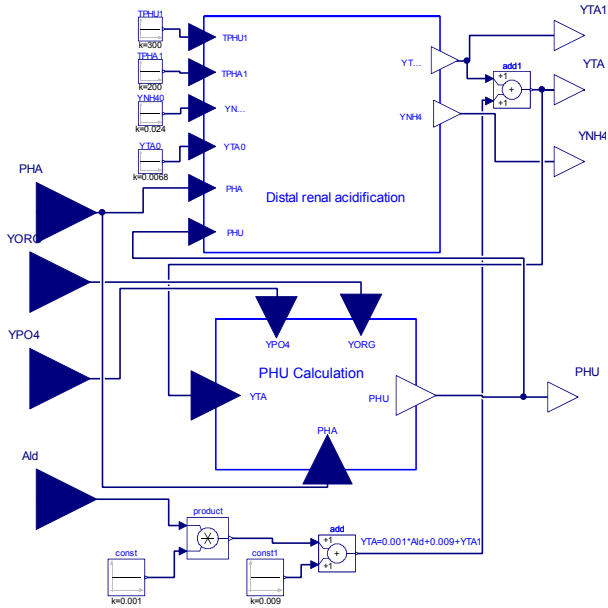 TPHU1
k=300
TPHA1
k=200
YNH40
k=0.024
YTA0
k=0.0068
TPHU1
TPHA1
YN...
YTA0
PHA
PHU
YT...
YNH4
Distal renal acidification
add1
+1
+
+1
YTA1
YTA
YNH4
PHA
YORG
YPO4
Ald
YPO4
YORG
PHU Calculation
YTA
PHU
PHA
PHU
product
const
k=0.001
const1
k=0.009
add
+1
+
+1
YTA=0.001*Ald+0.009+YTA1